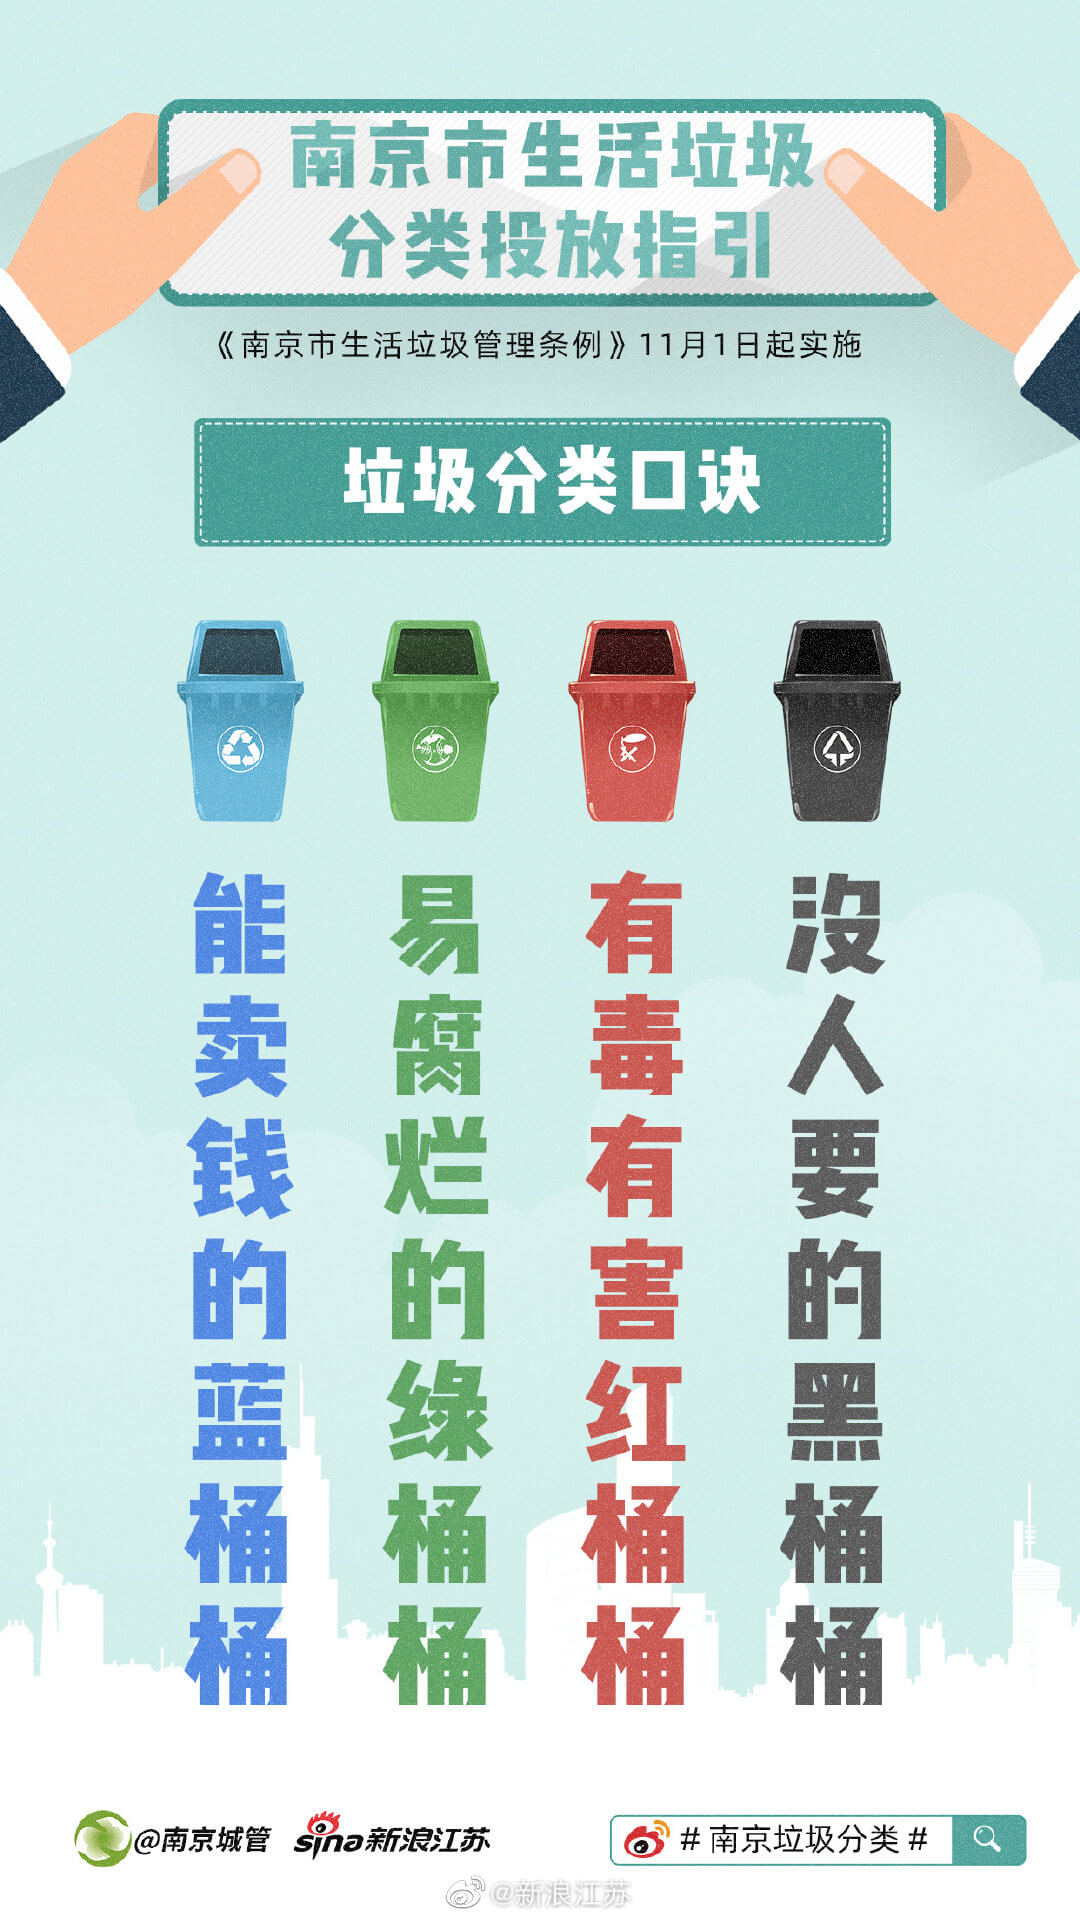 南京市生活垃圾
分类投放指引
《南京市生活垃圾管理条例》11月1日起实施
垃圾分类口诀
能卖钱的蓝桶桶
易腐烂的绿桶桶
有毒有害红桶桶
没人要的黑桶桶
@南京城管
sina新浪江苏
#南京垃圾分类#
@新浪江苏